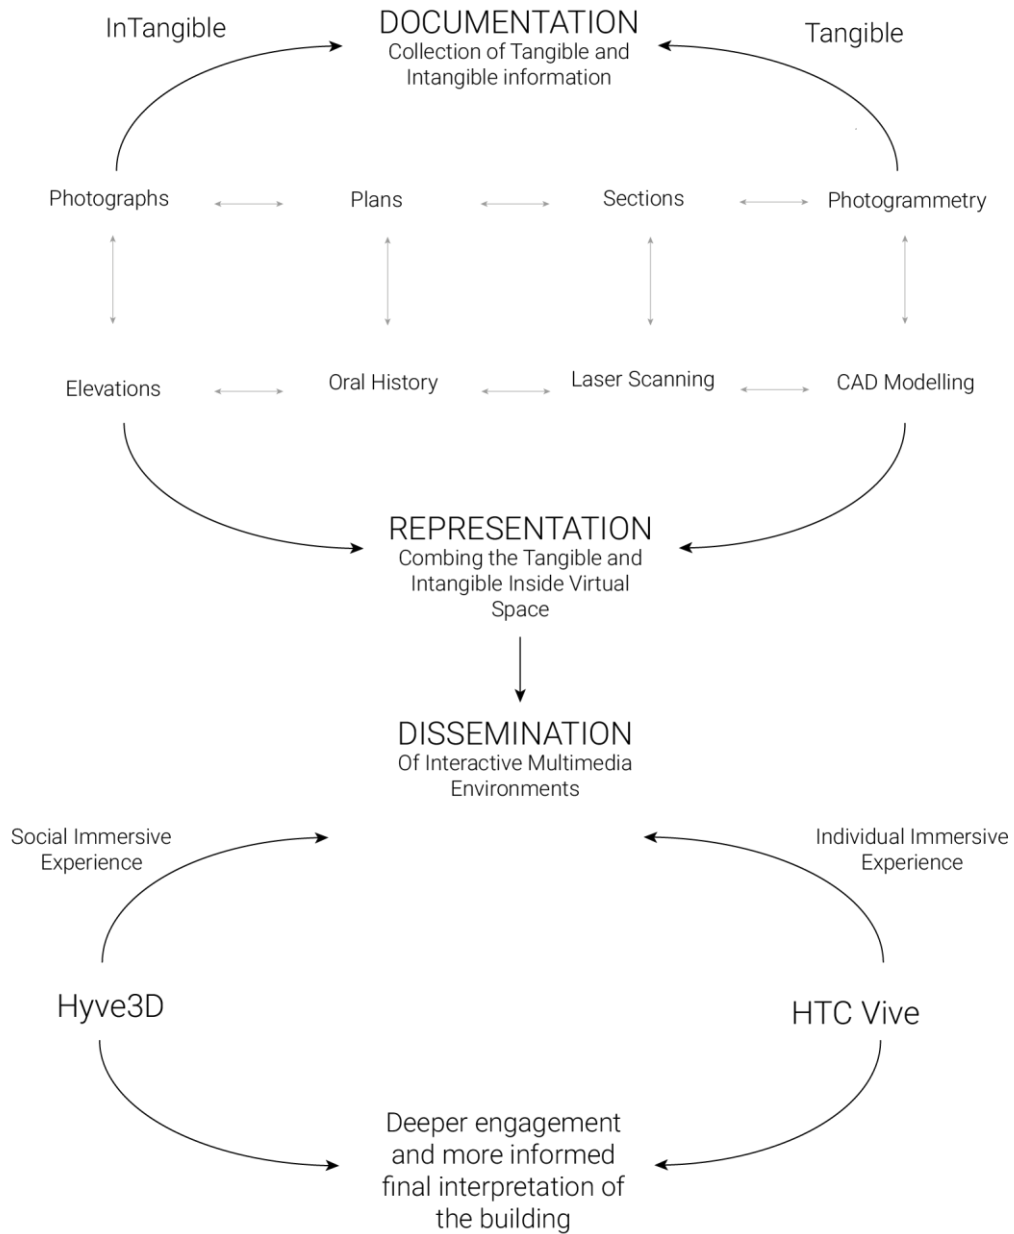 InTangible
DOCUMENTATION
Tangible
Collection of Tangible and
Intangible information
Photographs
Plans
Sections
Photogrammetry
Elevations
Oral History
Laser Scanning
CAD Modelling
REPRESENTATION
Combing the Tangible and
Intangible Inside Virtual
Space
DISSEMINATION
Of Interactive Multimedia
Environments
Social Immersive
Experience
Individual Immersive
Experience
Hyve3D
HTC Vive
Deeper engagement
and more informed
final interpretation of
the building